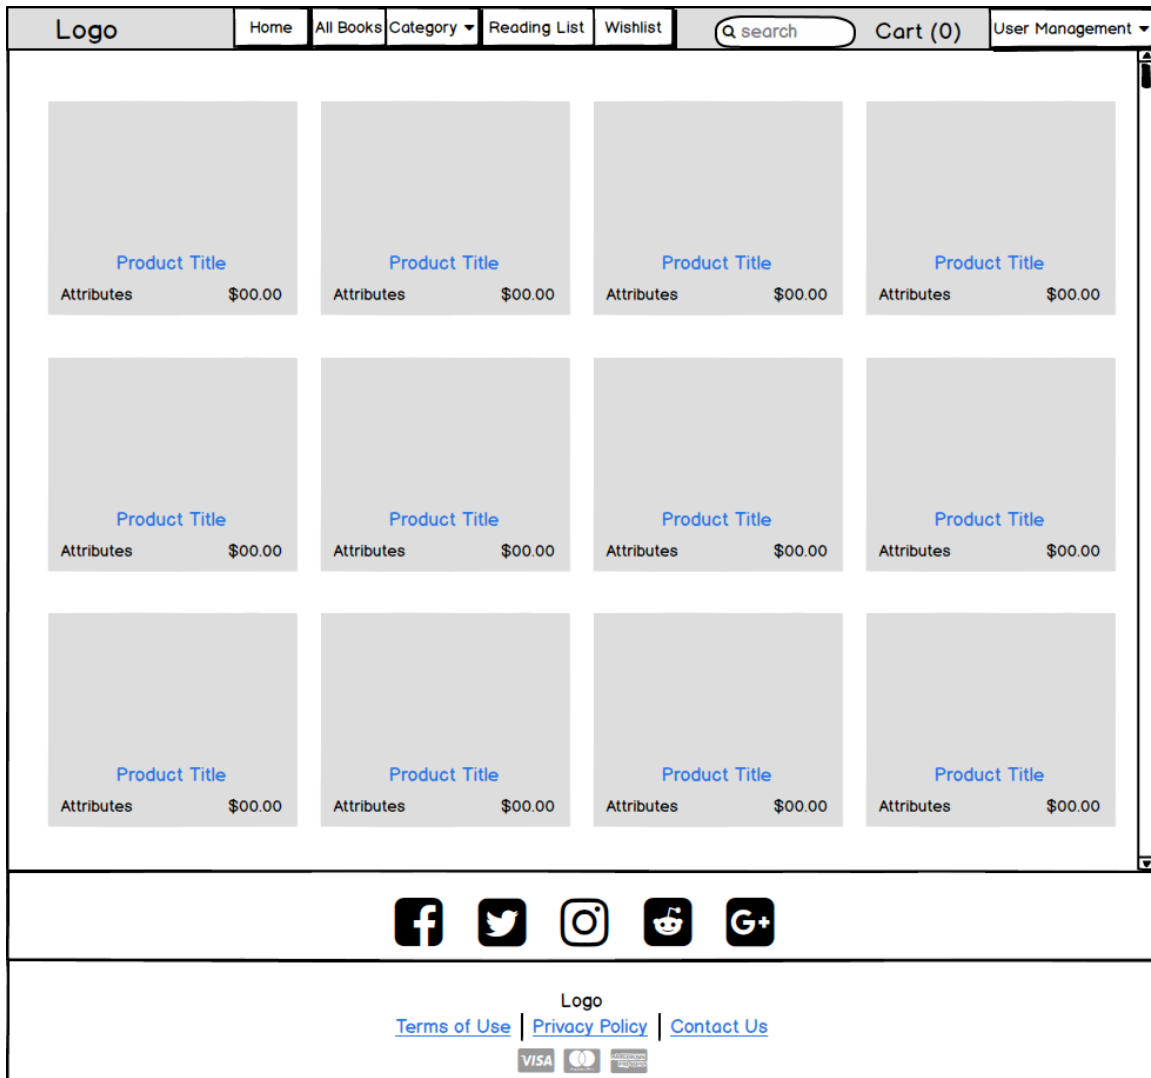 Logo Home All Books Category Reading List Wishlist search Cart (0) User Management
Product Title Product Title Product Title Product Title
Attributes $00.00 Attributes $00.00 Attributes $00.00 Attributes $00.00
Product Title Product Title Product Title Product Title
Attributes $00.00 Attributes $00.00 Attributes $00.00 Attributes $00.00
Product Title Product Title Product Title Product Title
Attributes $00.00 Attributes $00.00 Attributes $00.00 Attributes $00.00
G+
Logo
Terms of Use Privacy Policy Contact Us
VISA